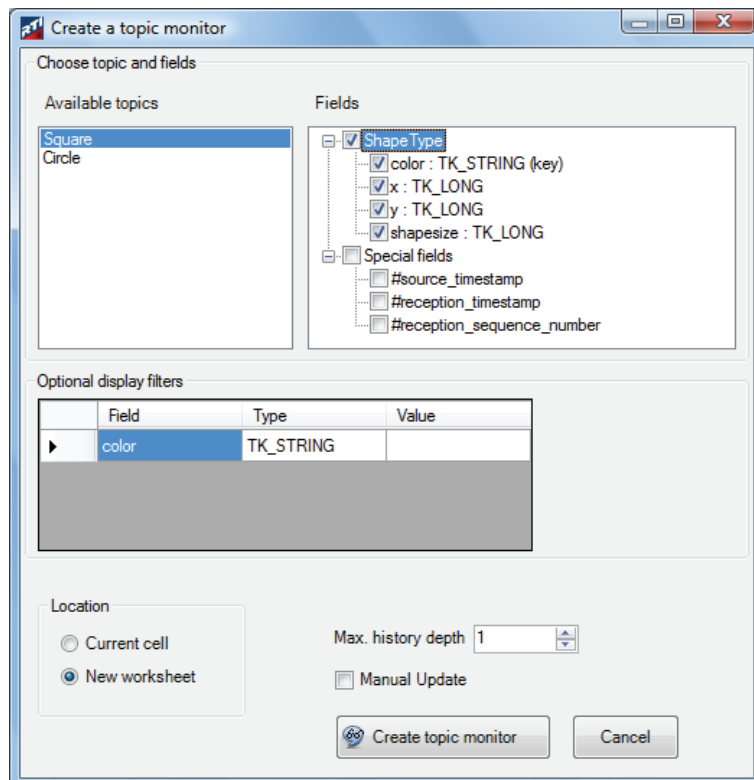 RTI Create a topic monitor
Choose topic and fields
Available topics
Square
Circle
Fields
ShapeType
color : TK_STRING (key)
x : TK_LONG
y : TK_LONG
shapesize : TK_LONG
Special fields
#source_timestamp
#reception_timestamp
#reception_sequence_number
Optional display filters
Field Type Value
color TK_STRING
Location
Current cell
New worksheet
Max. history depth 1
Manual Update
Create topic monitor Cancel